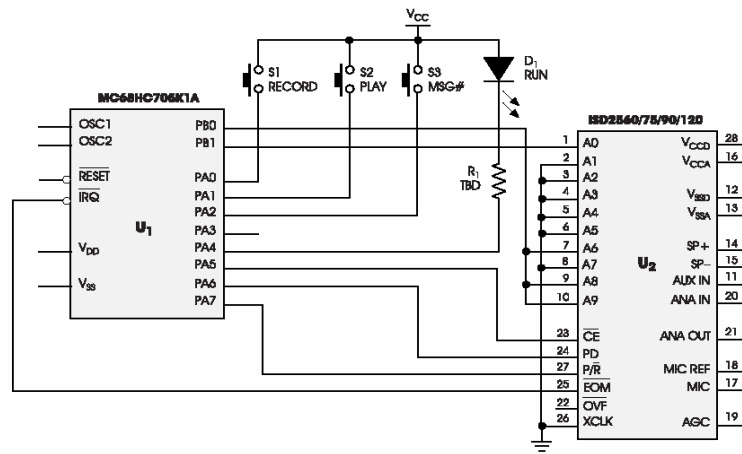 VCC
S1
RECORD
S2
PLAY
S3
MSG#
D1
RUN
R1
TBD
MC68HC705K1A
OSC1
OSC2
RESET
IRQ
VDD
VSS
U1
PB0
PB1
PA0
PA1
PA2
PA3
PA4
PA5
PA6
PA7
ISD2560/75/90/120
1 A0
2 A1
3 A2
4 A3
5 A4
6 A5
7 A6
8 A7
9 A8
10 A9
23 CE
24 PD
27 P/R
25 EOM
22 OVF
26 XCLK
U2
VCCD 28
VCCA 16
VSSD 12
VSSA 13
SP+ 14
SP− 15
AUX IN 11
ANA IN 20
ANA OUT 21
MIC REF 18
MIC 17
AGC 19